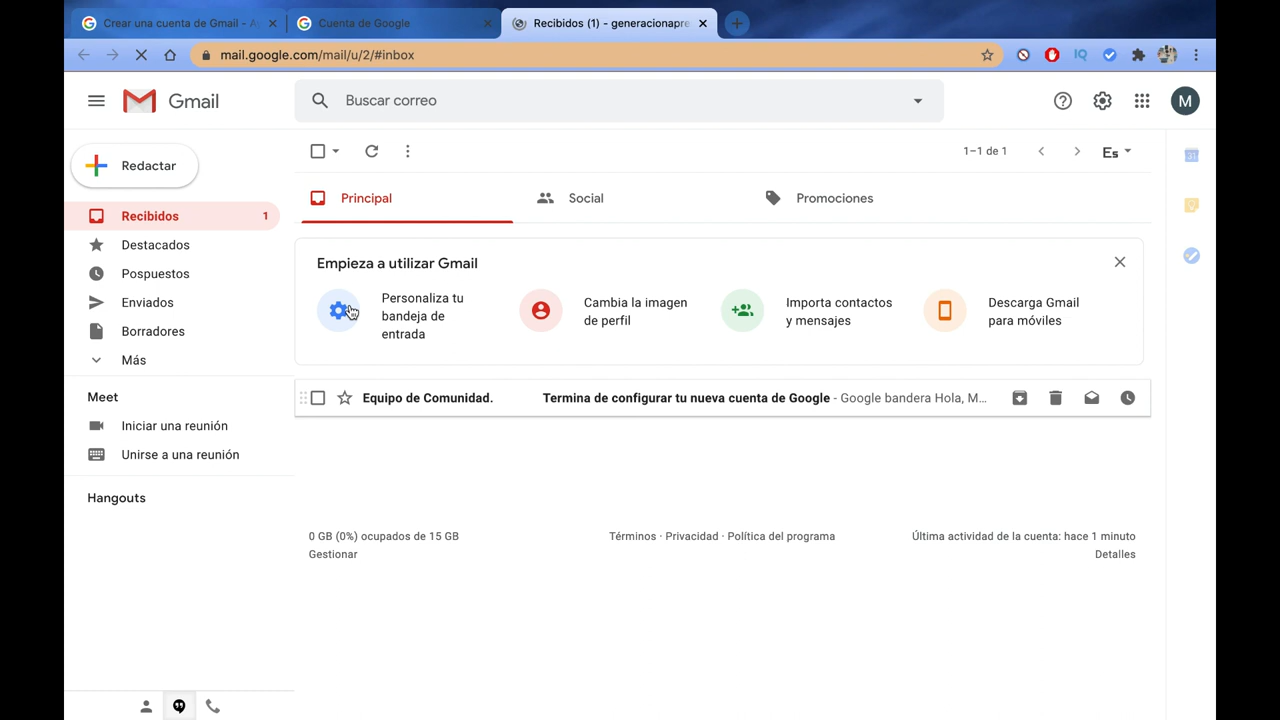 Crear una cuenta de Gmail - A
Cuenta de Google
Recibidos (1) - generacionapre
mail.google.com/mail/u/2/#inbox
IQ
Gmail
Buscar correo
M
Redactar
1–1 de 1
Es
Recibidos 1
Destacados
Pospuestos
Enviados
Borradores
Más
Meet
Iniciar una reunión
Unirse a una reunión
Hangouts
Principal
Social
Promociones
Empieza a utilizar Gmail
Personaliza tu
bandeja de
entrada
Cambia la imagen
de perfil
Importa contactos
y mensajes
Descarga Gmail
para móviles
Equipo de Comunidad. Termina de configurar tu nueva cuenta de Google - Google bandera Hola, M...
0 GB (0%) ocupados de 15 GB
Gestionar
Términos · Privacidad · Política del programa
Última actividad de la cuenta: hace 1 minuto
Detalles
31